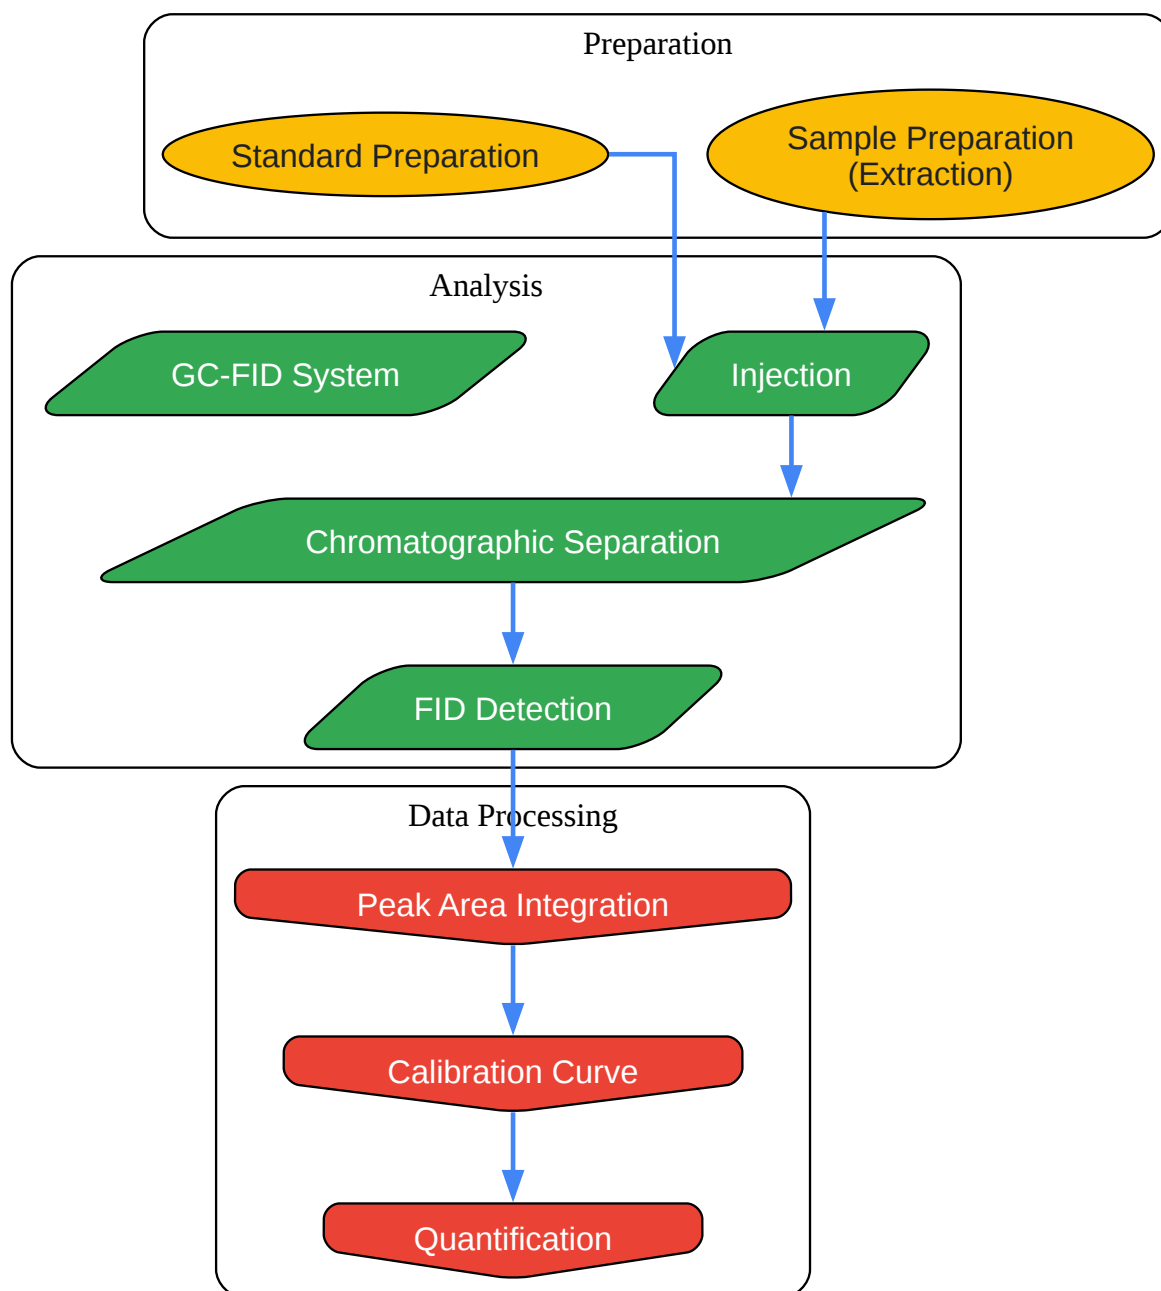 Preparation
Standard Preparation
Sample Preparation
(Extraction)
Analysis
GC-FID System
Injection
Chromatographic Separation
FID Detection
Data Processing
Peak Area Integration
Calibration Curve
Quantification